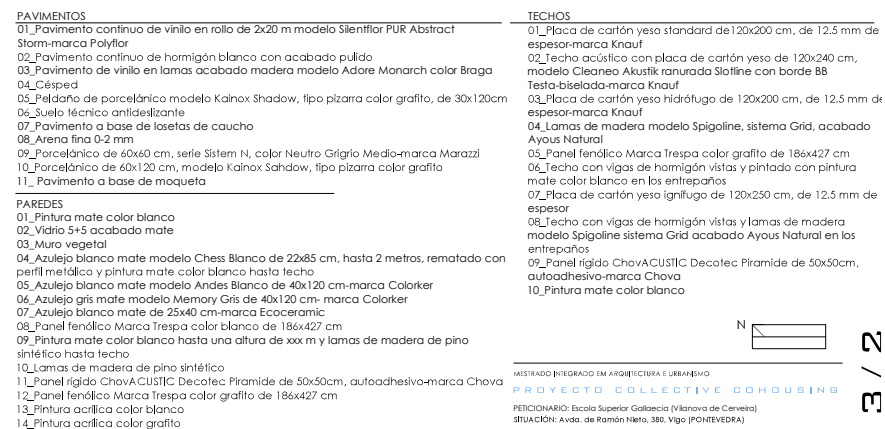 PAVIMENTOS
01_Pavimento continuo de vinilo en rollo de 2x20 m modelo Silentflor PUR Abstract
Storm-marca Polyflor
02_Pavimento continuo de hormigón blanco con acabado pulido
03_Pavimento de vinilo en lamas acabado madera modelo Adore Monarch color Braga
04_Césped
05_Peldaño de porcelánico modelo Kainox Shadow, tipo pizarra color grafito, de 30x120cm
06_Suelo técnico antideslizante
07_Pavimento a base de losetas de caucho
08_Arena fina 0-2 mm
09_Porcelánico de 60x60 cm, serie Sistem N, color Neutro Grigrio Medio-marca Marazzi
10_Porcelánico de 60x120 cm, modelo Kainox Sahdow, tipo pizarra color grafito
11_ Pavimento a base de moqueta
PAREDES
01_Pintura mate color blanco
02_Vidrio 5+5 acabado mate
03_Muro vegetal
04_Azulejo blanco mate modelo Chess Blanco de 22x85 cm, hasta 2 metros, rematado con
perfil metálico y pintura mate color blanco hasta techo
05_Azulejo blanco mate modelo Andes Blanco de 40x120 cm-marca Colorker
06_Azulejo gris mate modelo Memory Gris de 40x120 cm- marca Colorker
07_Azulejo blanco mate de 25x40 cm-marca Ecoceramic
08_Panel fenólico Marca Trespa color blanco de 186x427 cm
09_Pintura mate color blanco hasta una altura de xxx m y lamas de madera de pino
sintético hasta techo
10_Lamas de madera de pino sintético
11_Panel rígido ChovACUSTIC Decotec Piramide de 50x50cm, autoadhesivo-marca Chova
12_Panel fenólico Marca Trespa color grafito de 186x427 cm
13_Pintura acrílica color blanco
14_Pintura acrílica color grafito
TECHOS
01_Placa de cartón yeso standard de120x200 cm, de 12.5 mm de
espesor-marca Knauf
02_Techo acústico con placa de cartón yeso de 120x240 cm,
modelo Cleaneo Akustik ranurada Slotline con borde BB
Testa-biselada-marca Knauf
03_Placa de cartón yeso hidrófugo de 120x200 cm, de 12.5 mm de
espesor-marca Knauf
04_Lamas de madera modelo Spigoline, sistema Grid, acabado
Ayous Natural
05_Panel fenólico Marca Trespa color grafito de 186x427 cm
06_Techo con vigas de hormigón vistas y pintado con pintura
mate color blanco en los entrepaños
07_Placa de cartón yeso ignífugo de 120x250 cm, de 12.5 mm de
espesor
08_Techo con vigas de hormigón vistas y lamas de madera
modelo Spigoline sistema Grid acabado Ayous Natural en los
entrepaños
09_Panel rígido ChovACUSTIC Decotec Piramide de 50x50cm,
autoadhesivo-marca Chova
10_Pintura mate color blanco
N
MESTRADO INTEGRADO EM ARQUITECTURA E URBANISMO
PROYECTO COLLECTIVE COHOUSING
PETICIONARIO: Escola Superior Gallaecia (Vilanova de Cerveira)
SITUACIÓN: Avda. de Ramón Nieto, 380, Vigo (PONTEVEDRA)
3/2